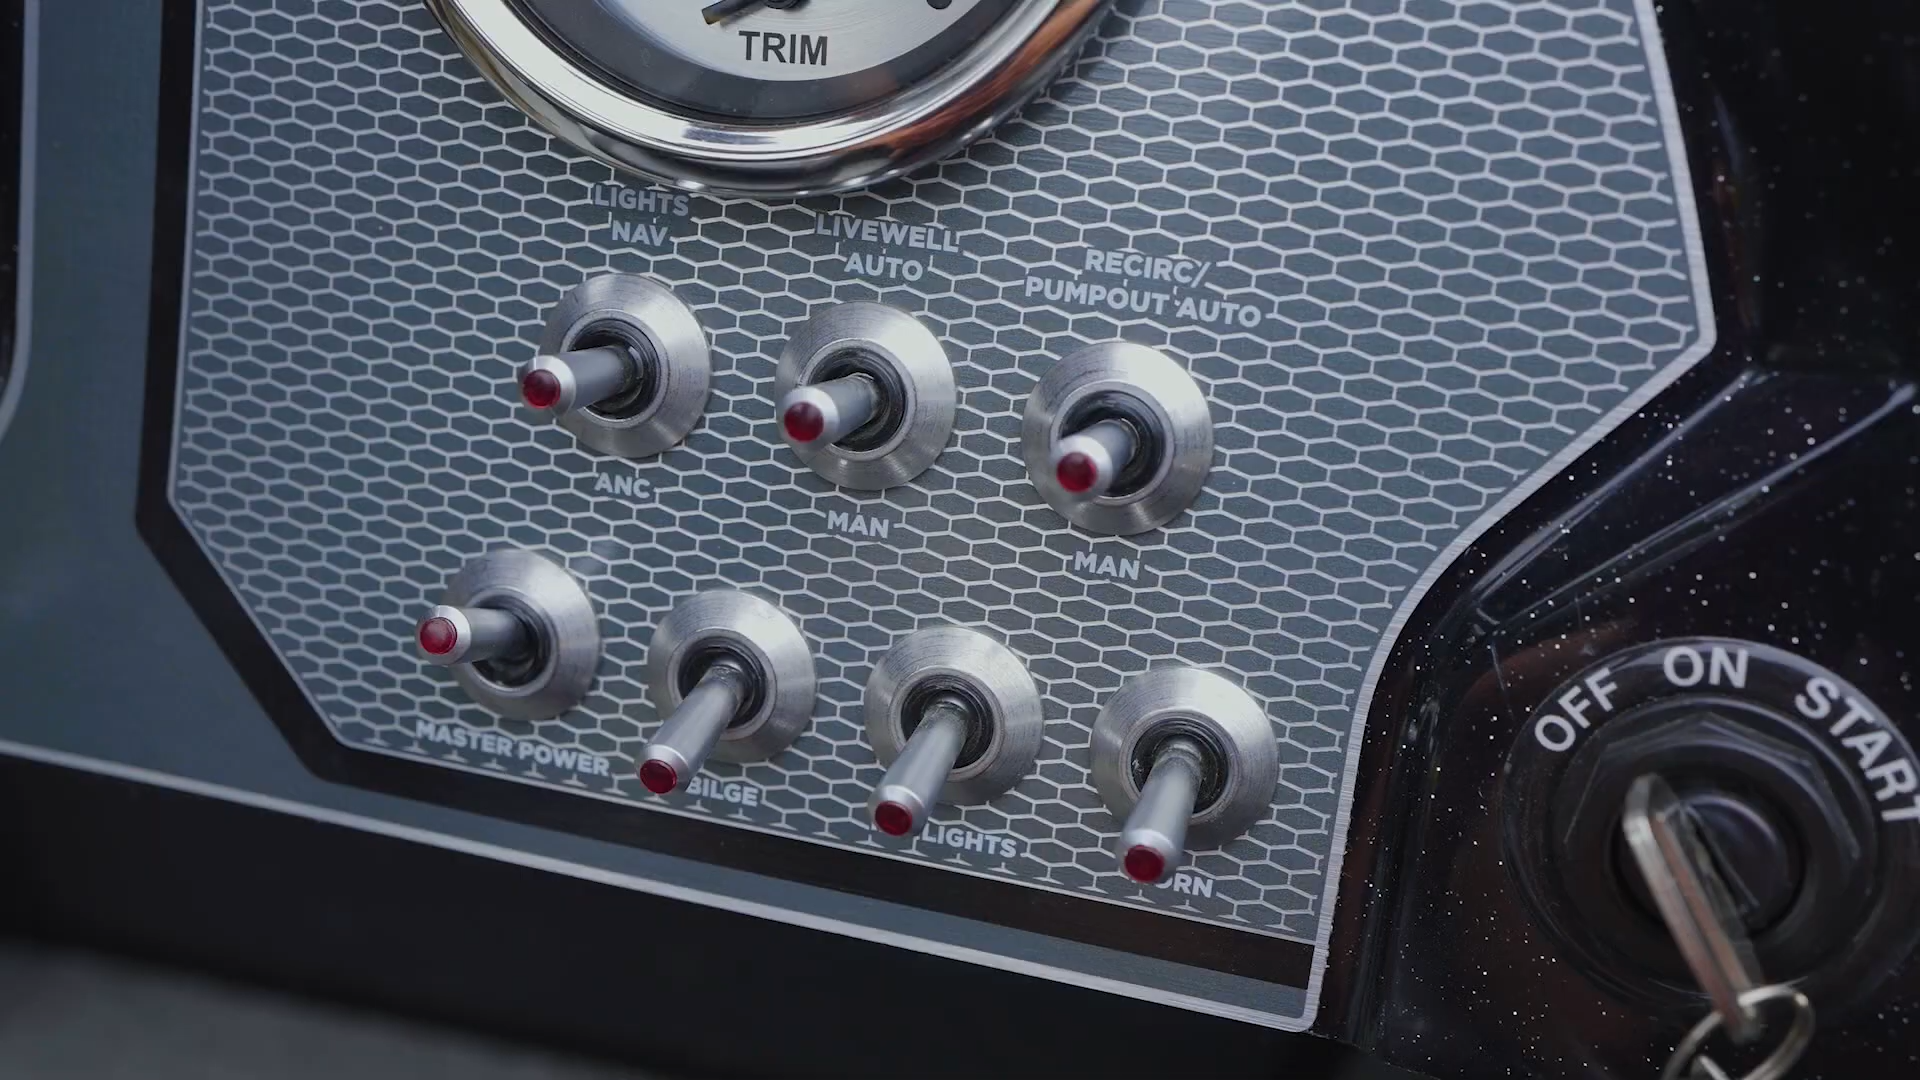 TRIM
LIGHTS
NAV
LIVEWELL
AUTO
RECIRC/
PUMPOUT AUTO
ANC
MAN
MAN
MASTER POWER
BILGE
LIGHTS
OFF ON START